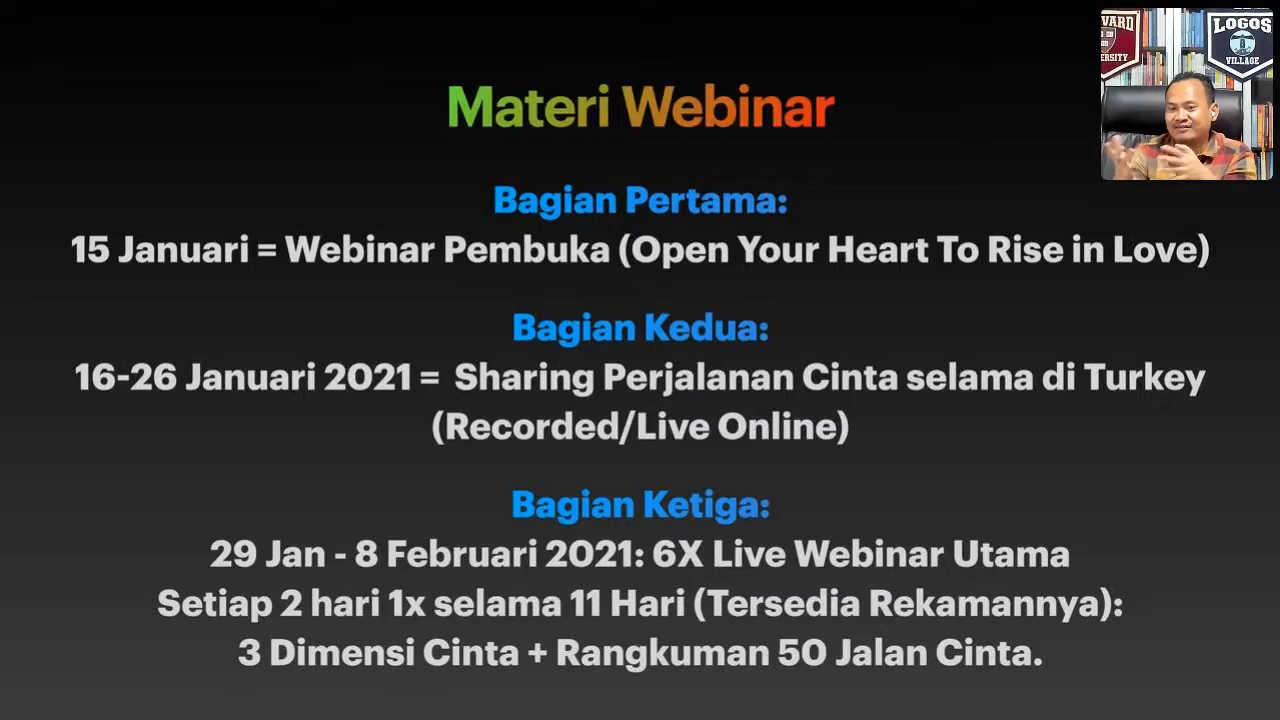 Materi Webinar
Bagian Pertama:
15 Januari = Webinar Pembuka (Open Your Heart To Rise in Love)
Bagian Kedua:
16-26 Januari 2021 = Sharing Perjalanan Cinta selama di Turkey
(Recorded/Live Online)
Bagian Ketiga:
29 Jan - 8 Februari 2021: 6X Live Webinar Utama
Setiap 2 hari 1x selama 11 Hari (Tersedia Rekamannya):
3 Dimensi Cinta + Rangkuman 50 Jalan Cinta.
VARD
ERSITY
LOGOS
VILLAGE